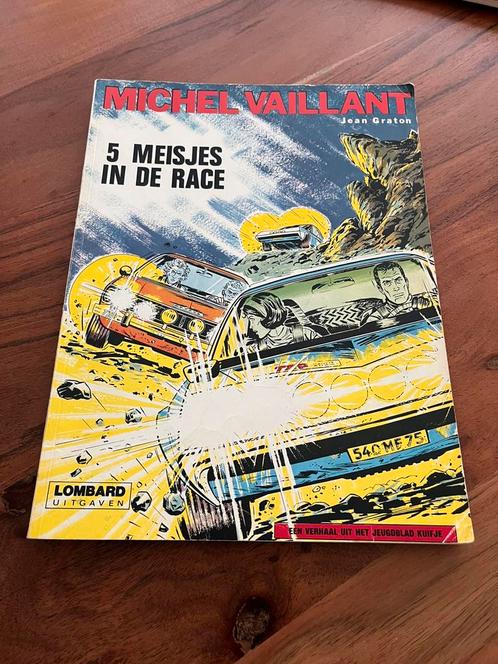 MICHEL VAILLANT
Jean Graton
5 MEISJES
IN DE RACE
540 ME 75
LOMBARD
UITGAVEN
EEN VERHAAL UIT HET JEUGDBLAD KUIFJE